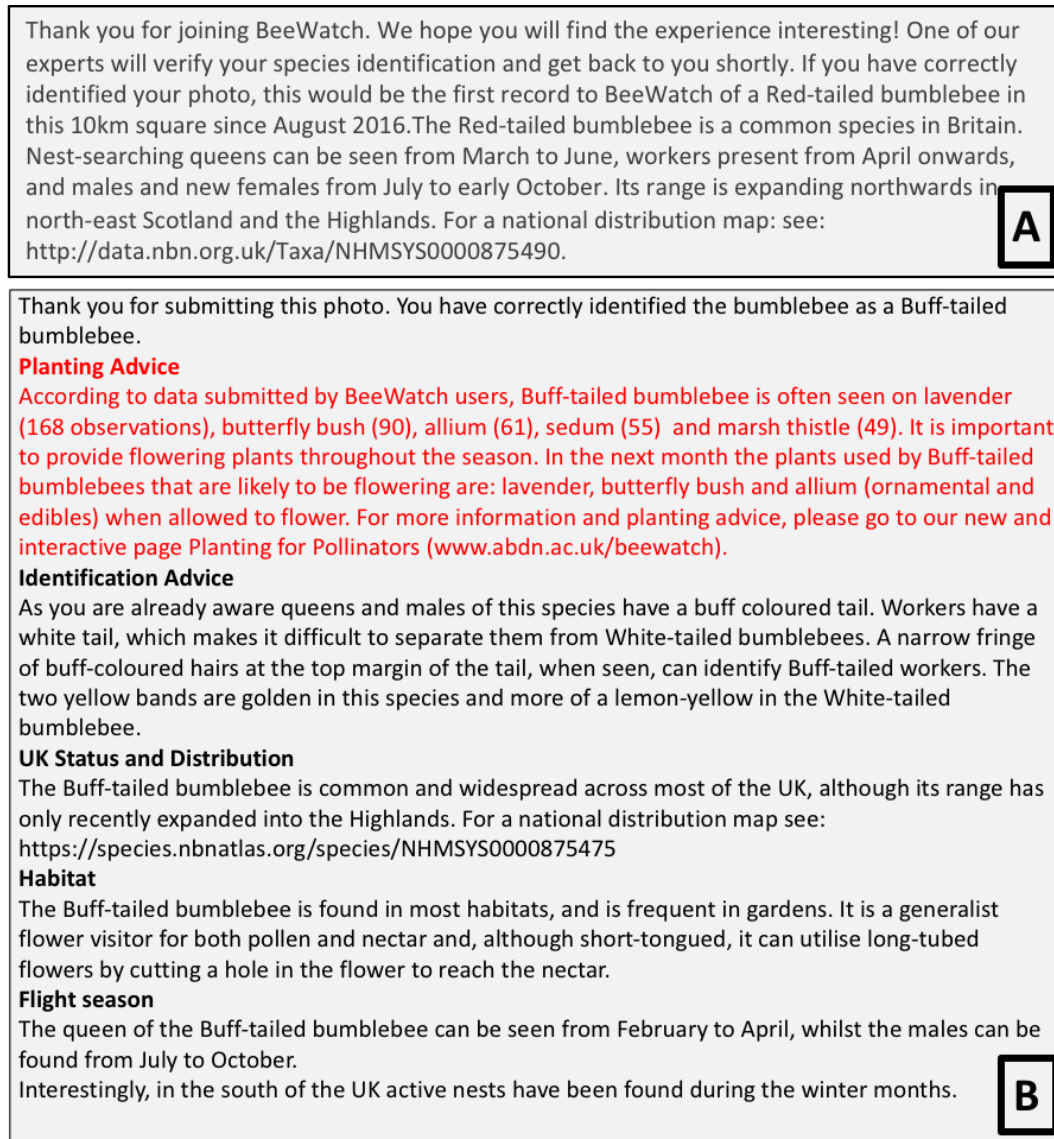 Thank you for joining BeeWatch. We hope you will find the experience interesting! One of our
experts will verify your species identification and get back to you shortly. If you have correctly
identified your photo, this would be the first record to BeeWatch of a Red-tailed bumblebee in
this 10km square since August 2016.The Red-tailed bumblebee is a common species in Britain.
Nest-searching queens can be seen from March to June, workers present from April onwards,
and males and new females from July to early October. Its range is expanding northwards in
north-east Scotland and the Highlands. For a national distribution map: see:
http://data.nbn.org.uk/Taxa/NHMSYS0000875490.
A
Thank you for submitting this photo. You have correctly identified the bumblebee as a Buff-tailed
bumblebee.
Planting Advice
According to data submitted by BeeWatch users, Buff-tailed bumblebee is often seen on lavender
(168 observations), butterfly bush (90), allium (61), sedum (55) and marsh thistle (49). It is important
to provide flowering plants throughout the season. In the next month the plants used by Buff-tailed
bumblebees that are likely to be flowering are: lavender, butterfly bush and allium (ornamental and
edibles) when allowed to flower. For more information and planting advice, please go to our new and
interactive page Planting for Pollinators (www.abdn.ac.uk/beewatch).
Identification Advice
As you are already aware queens and males of this species have a buff coloured tail. Workers have a
white tail, which makes it difficult to separate them from White-tailed bumblebees. A narrow fringe
of buff-coloured hairs at the top margin of the tail, when seen, can identify Buff-tailed workers. The
two yellow bands are golden in this species and more of a lemon-yellow in the White-tailed
bumblebee.
UK Status and Distribution
The Buff-tailed bumblebee is common and widespread across most of the UK, although its range has
only recently expanded into the Highlands. For a national distribution map see:
https://species.nbnatlas.org/species/NHMSYS0000875475
Habitat
The Buff-tailed bumblebee is found in most habitats, and is frequent in gardens. It is a generalist
flower visitor for both pollen and nectar and, although short-tongued, it can utilise long-tubed
flowers by cutting a hole in the flower to reach the nectar.
Flight season
The queen of the Buff-tailed bumblebee can be seen from February to April, whilst the males can be
found from July to October.
Interestingly, in the south of the UK active nests have been found during the winter months.
B